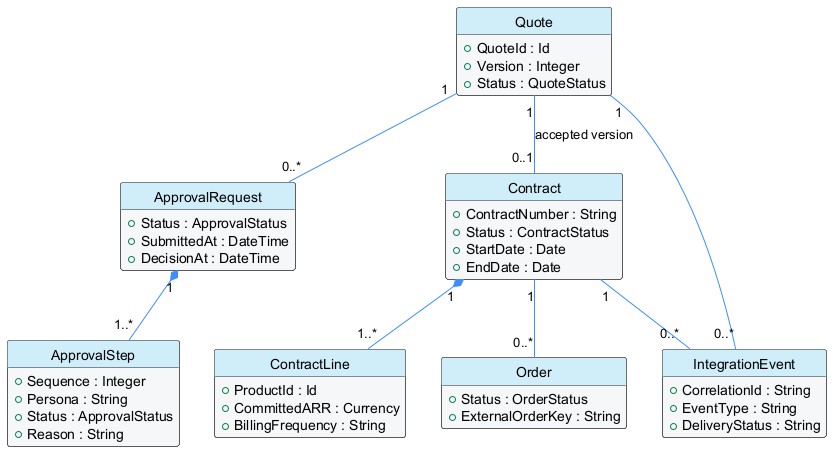 Quote
QuoteId : Id
Version : Integer
Status : QuoteStatus
1
1
1
accepted version
0..*
0..1
ApprovalRequest
Status : ApprovalStatus
SubmittedAt : DateTime
DecisionAt : DateTime
Contract
ContractNumber : String
Status : ContractStatus
StartDate : Date
EndDate : Date
1
1
1
1
1..*
1..*
0..*
0..*
0..*
ApprovalStep
Sequence : Integer
Persona : String
Status : ApprovalStatus
Reason : String
ContractLine
ProductId : Id
CommittedARR : Currency
BillingFrequency : String
Order
Status : OrderStatus
ExternalOrderKey : String
IntegrationEvent
CorrelationId : String
EventType : String
DeliveryStatus : String